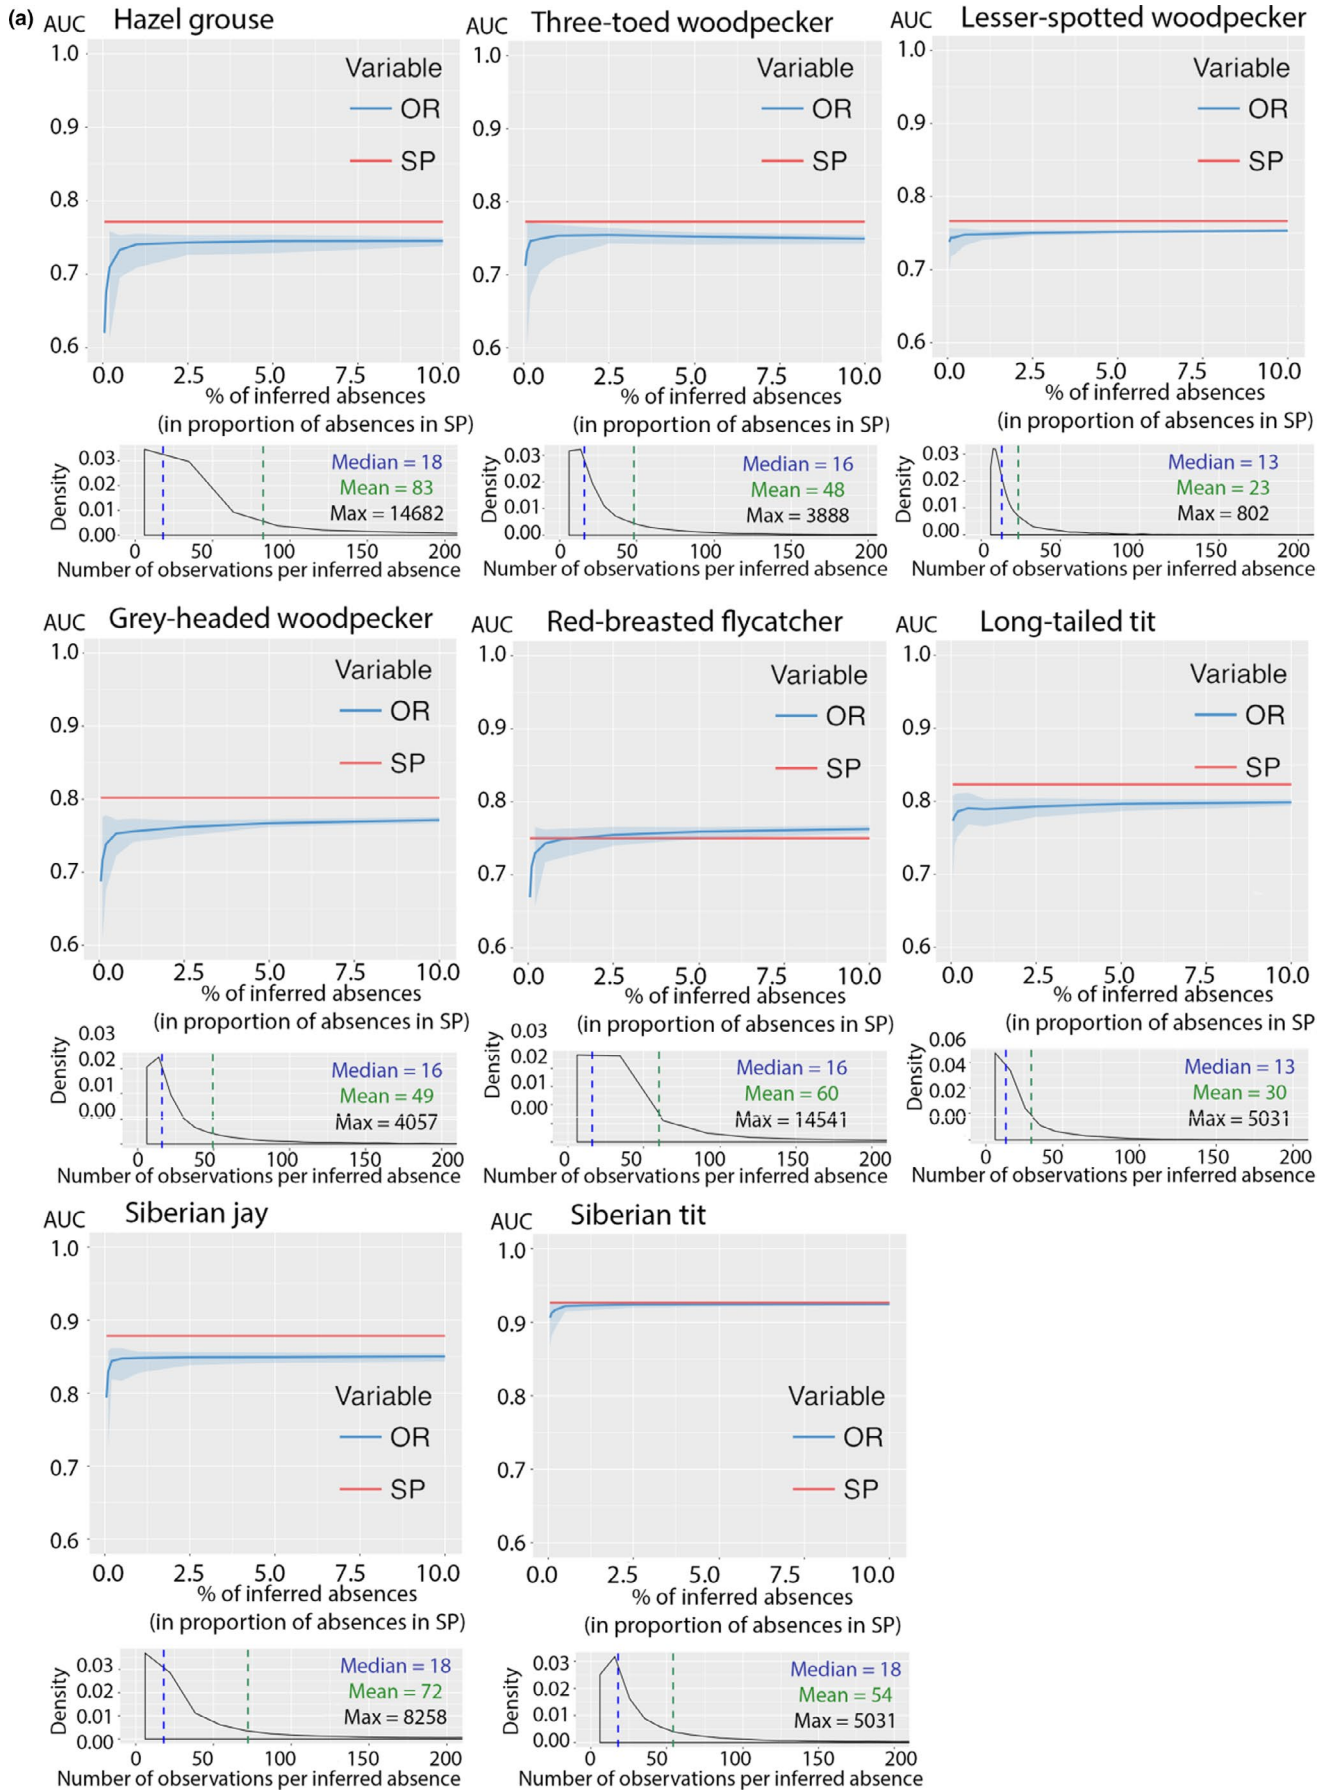 (a)
AUC
Hazel grouse
1.0
0.9
0.8
0.7
0.6
Variable
OR
SP
0.0 2.5 5.0 7.5 10.0
% of inferred absences
(in proportion of absences in SP)
Density
0.03
0.02
0.01
0.00
Median = 18
Mean = 83
Max = 14682
0 50 100 150 200
Number of observations per inferred absence
AUC
Three-toed woodpecker
1.0
0.9
0.8
0.7
0.6
Variable
OR
SP
0.0 2.5 5.0 7.5 10.0
% of inferred absences
(in proportion of absences in SP)
Density
0.03
0.02
0.01
0.00
Median = 16
Mean = 48
Max = 3888
0 50 100 150 200
Number of observations per inferred absence
AUC
Lesser-spotted woodpecker
1.0
0.9
0.8
0.7
0.6
Variable
OR
SP
0.0 2.5 5.0 7.5 10.0
% of inferred absences
(in proportion of absences in SP)
Density
0.03
0.02
0.01
0.00
Median = 13
Mean = 23
Max = 802
0 50 100 150 200
Number of observations per inferred absence
AUC
Grey-headed woodpecker
1.0
0.9
0.8
0.7
0.6
Variable
OR
SP
0.0 2.5 5.0 7.5 10.0
% of inferred absences
(in proportion of absences in SP)
Density
0.03
0.02
0.01
0.00
Median = 16
Mean = 49
Max = 4057
0 50 100 150 200
Number of observations per inferred absence
AUC
Red-breasted flycatcher
1.0
0.9
0.8
0.7
0.6
Variable
OR
SP
0.0 2.5 5.0 7.5 10.0
% of inferred absences
(in proportion of absences in SP)
Density
0.03
0.02
0.01
0.00
Median = 16
Mean = 60
Max = 14541
0 50 100 150 200
Number of observations per inferred absence
AUC
Long-tailed tit
1.0
0.9
0.8
0.7
0.6
Variable
OR
SP
0.0 2.5 5.0 7.5 10.0
% of inferred absences
(in proportion of absences in SP
Density
0.06
0.04
0.02
0.00
Median = 13
Mean = 30
Max = 5031
0 50 100 150 200
Number of observations per inferred absence
AUC
Siberian jay
1.0
0.9
0.8
0.7
0.6
Variable
OR
SP
0.0 2.5 5.0 7.5 10.0
% of inferred absences
(in proportion of absences in SP)
Density
0.03
0.02
0.01
0.00
Median = 18
Mean = 72
Max = 8258
0 50 100 150 200
Number of observations per inferred absence
AUC
Siberian tit
1.0
0.9
0.8
0.7
0.6
Variable
OR
SP
0.0 2.5 5.0 7.5 10.0
% of inferred absences
(in proportion of absences in SP)
Density
0.03
0.02
0.01
0.00
Median = 18
Mean = 54
Max = 5031
0 50 100 150 200
Number of observations per inferred absence